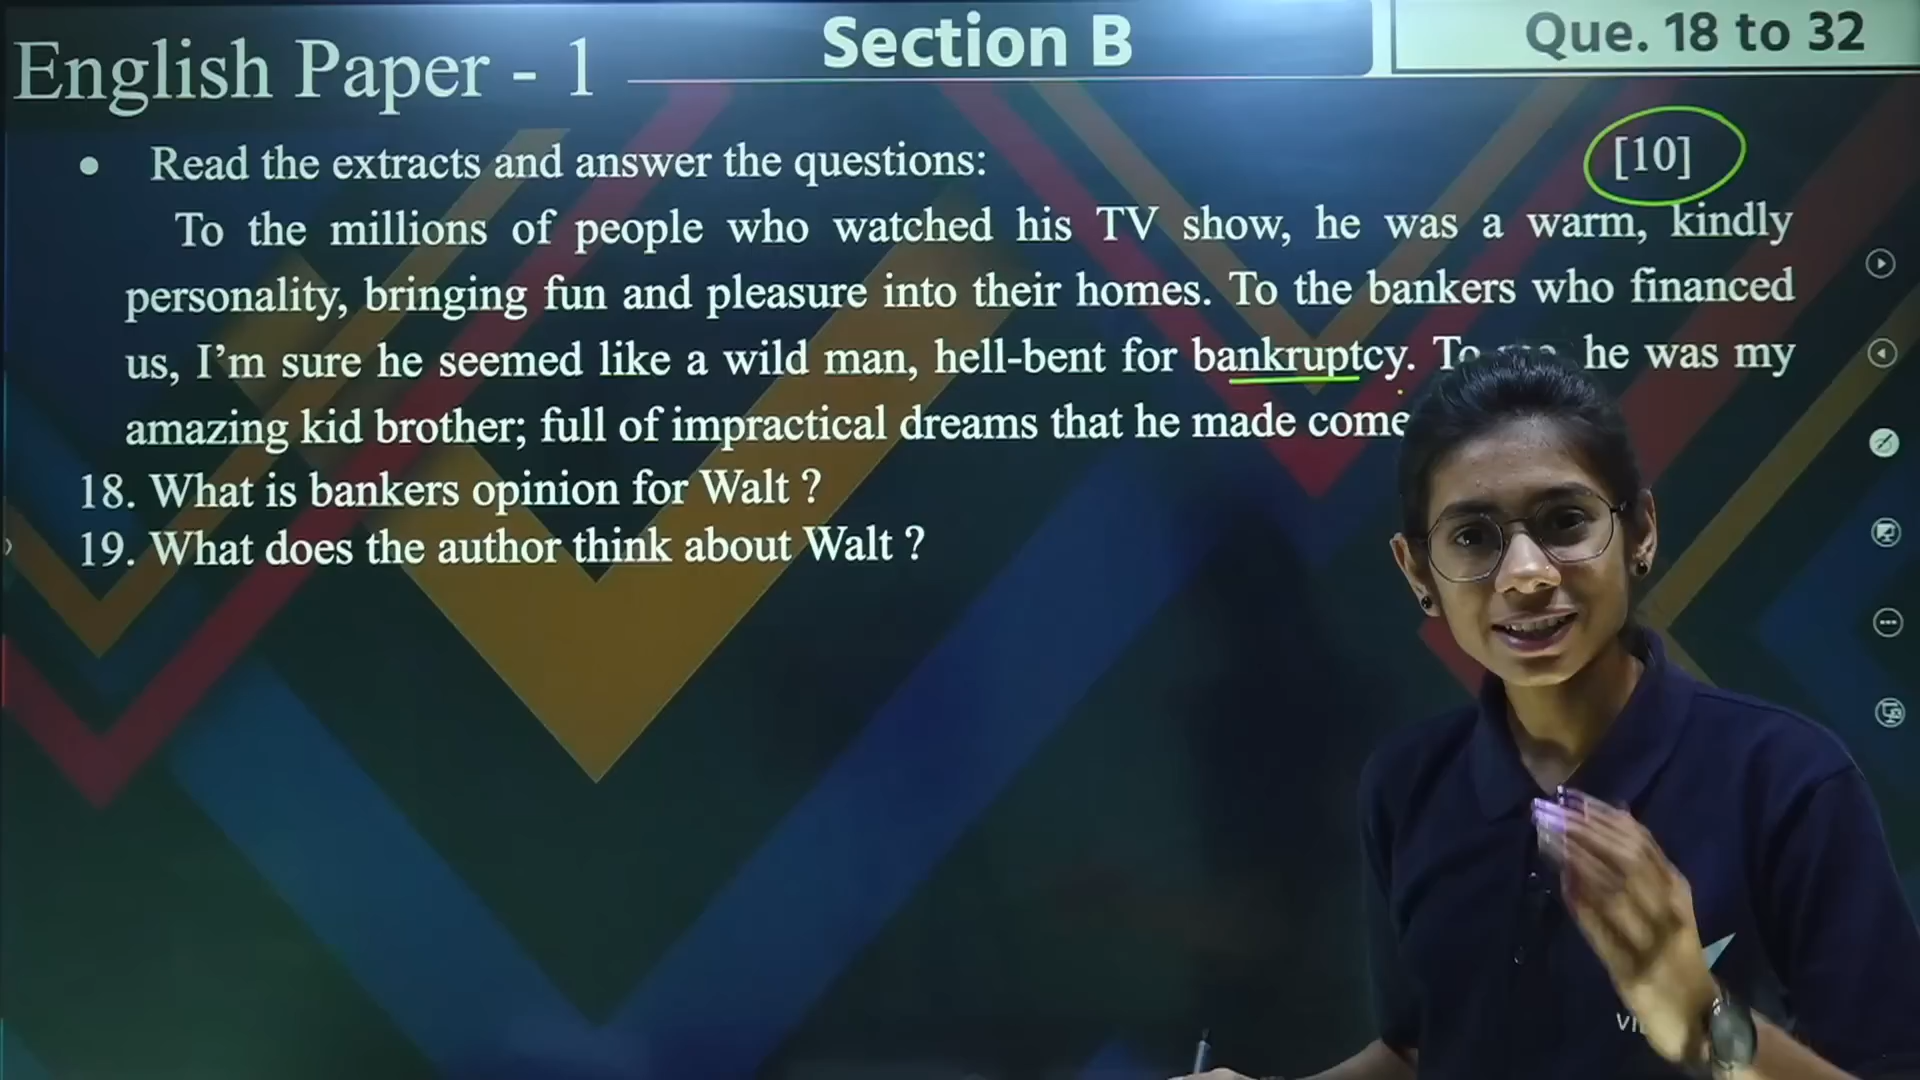 English Paper - 1
Section B
Que. 18 to 32
• Read the extracts and answer the questions:
[10]
To the millions of people who watched his TV show, he was a warm, kindly
personality, bringing fun and pleasure into their homes. To the bankers who financed
us, I'm sure he seemed like a wild man, hell-bent for bankruptcy. To he was my
amazing kid brother; full of impractical dreams that he made come
18. What is bankers opinion for Walt ?
19. What does the author think about Walt ?